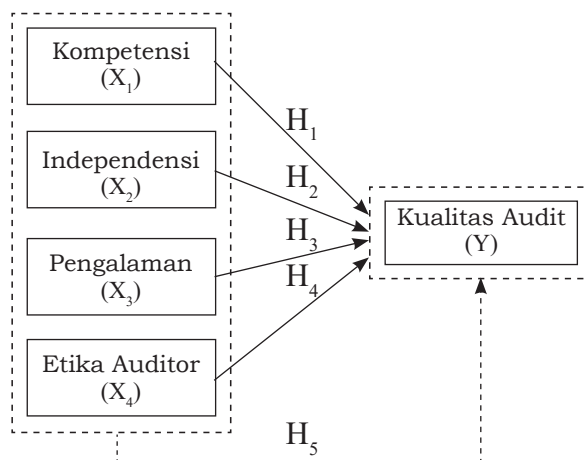 Kompetensi
(X₁)
H₁
Independensi
(X₂)
H₂
Kualitas Audit
(Y)
H₃
Pengalaman
(X₃)
H₄
Etika Auditor
(X₄)
H₅